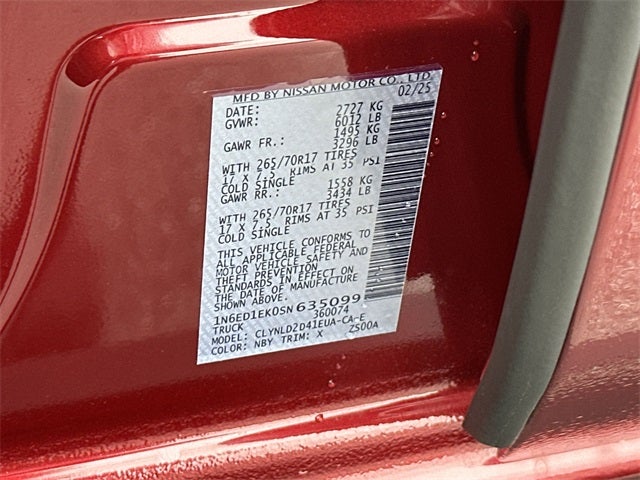 MFD BY NISSAN MOTOR CO., LTD.
DATE: 02/25
GVWR: 2727 KG
6012 LB
GAWR FR.: 1495 KG
3296 LB
WITH 265/70R17 TIRES
17 X 7.5 RIMS AT 35 PSI
COLD SINGLE
GAWR RR.: 1558 KG
3434 LB
WITH 265/70R17 TIRES
17 X 7.5 RIMS AT 35 PSI
COLD SINGLE
THIS VEHICLE CONFORMS TO
ALL APPLICABLE FEDERAL
MOTOR VEHICLE SAFETY AND
THEFT PREVENTION
STANDARDS IN EFFECT ON
THE DATE OF MANUFACTURE
SHOWN ABOVE.
1N6ED1EK0SN635099
TRUCK 360074
MODEL: CLYNLD2D41EUA-CA-E
COLOR: NBY TRIM: X ZS00A